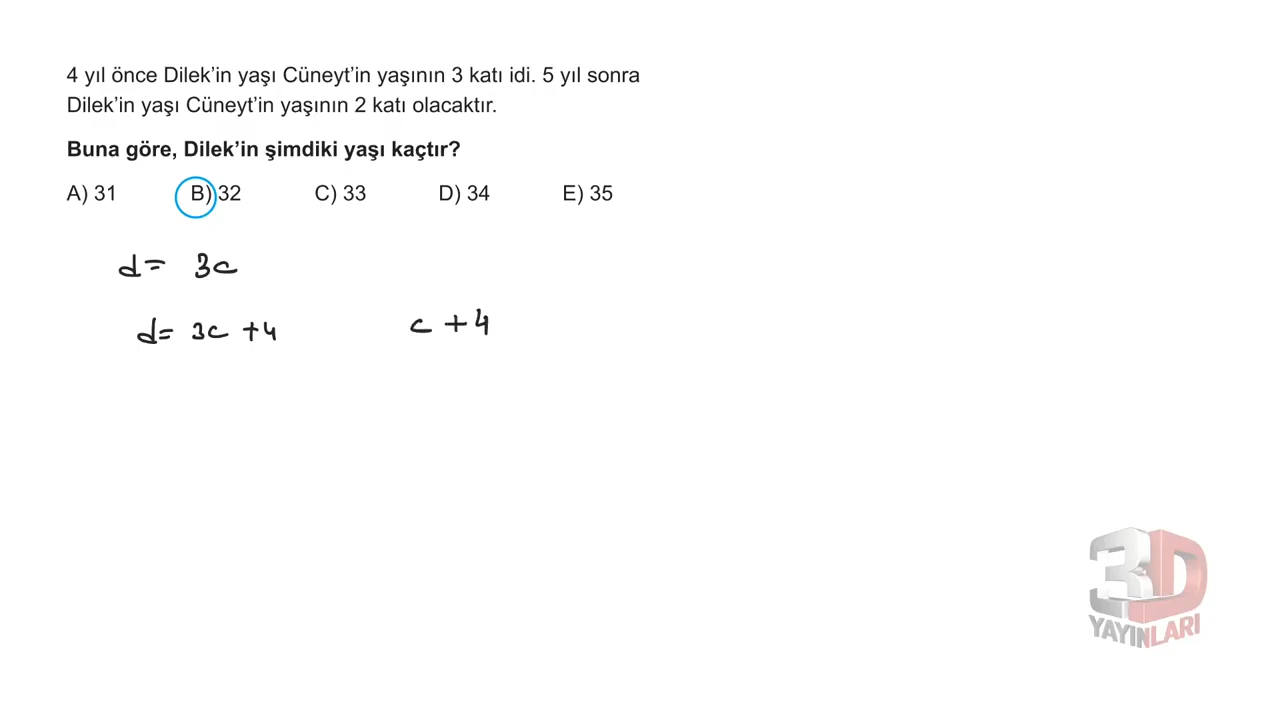 4 yıl önce Dilek’in yaşı Cüneyt’in yaşının 3 katı idi. 5 yıl sonra
Dilek’in yaşı Cüneyt’in yaşının 2 katı olacaktır.
Buna göre, Dilek’in şimdiki yaşı kaçtır?
A) 31 B) 32 C) 33 D) 34 E) 35
d= 3c
d= 3c +4 c +4
3D
YAYINLARI